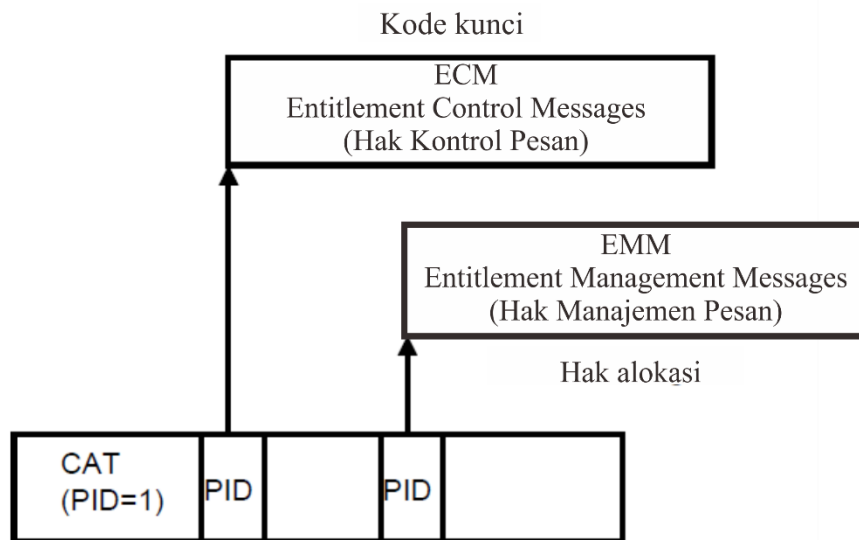 Kode kunci
ECM
Entitlement Control Messages
(Hak Kontrol Pesan)
EMM
Entitlement Management Messages
(Hak Manajemen Pesan)
Hak alokasi
CAT
(PID=1)
PID
PID